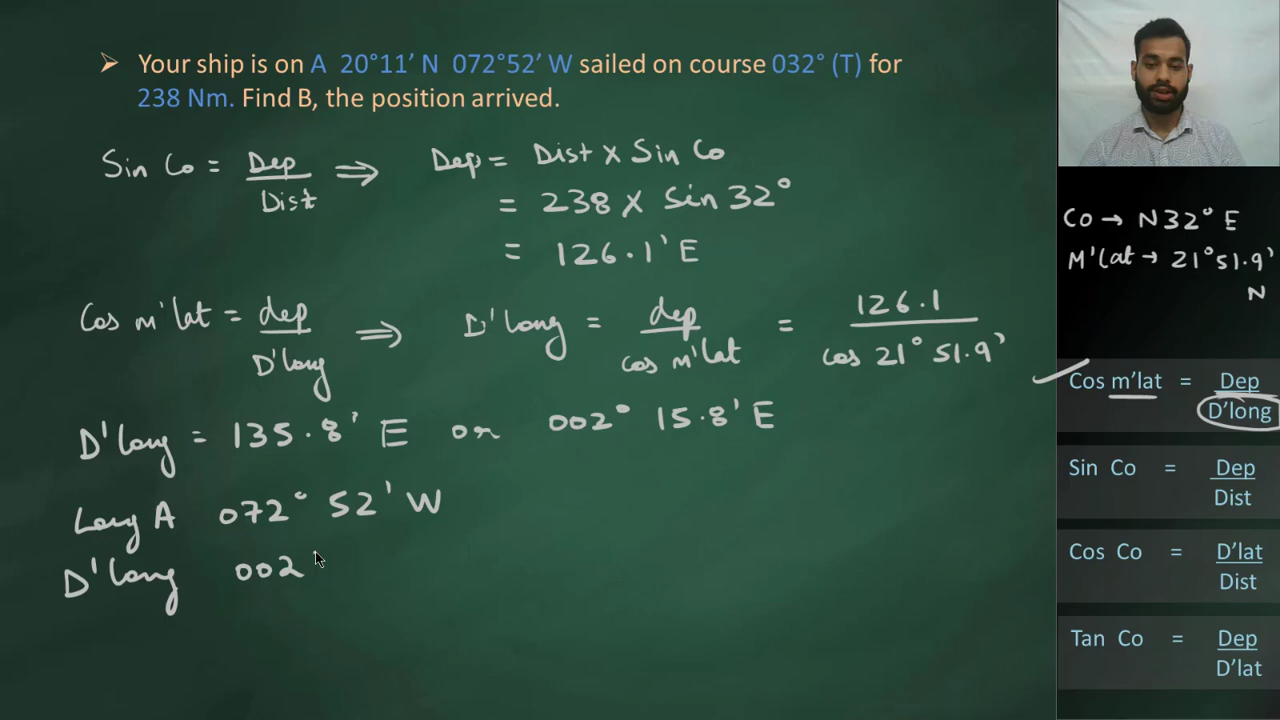 ➢ Your ship is on A 20°11’ N 072°52’ W sailed on course 032° (T) for
238 Nm. Find B, the position arrived.
Sin Co = Dep / Dist ⇒ Dep = Dist x Sin Co
= 238 x Sin 32°
= 126.1' E
Cos m'lat = dep / D'long ⇒ D'long = dep / cos m'lat = 126.1 / cos 21° 51.9'
D'long = 135.8' E or 002° 15.8' E
Long A 072° 52' W
D'long 002
Co → N32° E
M'Lat → 21°51.9'
N
Cos m’lat = Dep / D’long
Sin Co = Dep / Dist
Cos Co = D’lat / Dist
Tan Co = Dep / D’lat